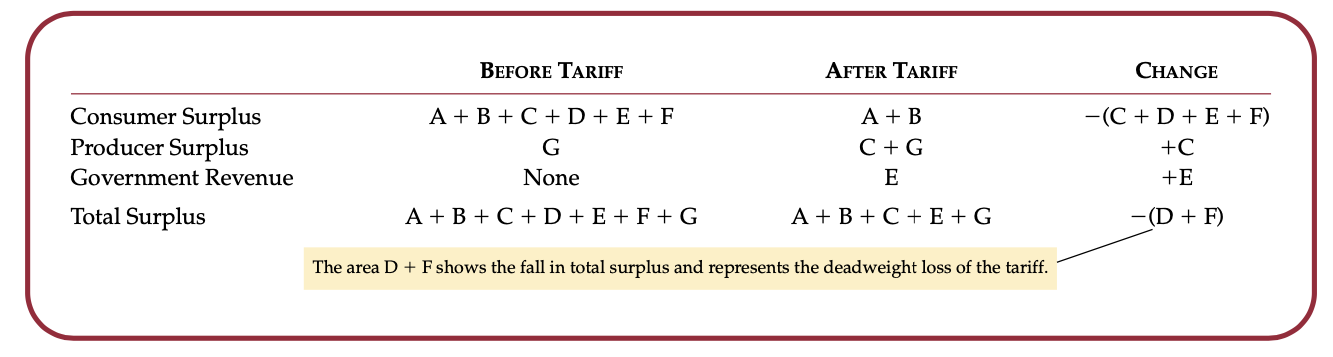 BEFORE TARIFF AFTER TARIFF CHANGE
Consumer Surplus A + B + C + D + E + F A + B −(C + D + E + F)
Producer Surplus G C + G +C
Government Revenue None E +E
Total Surplus A + B + C + D + E + F + G A + B + C + E + G −(D + F)
The area D + F shows the fall in total surplus and represents the deadweight loss of the tariff.